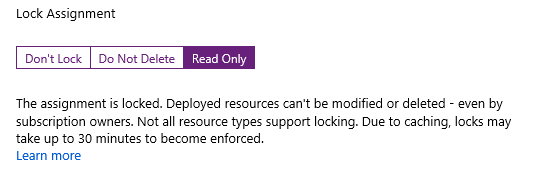 Lock Assignment
Don't Lock Do Not Delete Read Only
The assignment is locked. Deployed resources can't be modified or deleted - even by
subscription owners. Not all resource types support locking. Due to caching, locks may
take up to 30 minutes to become enforced.
Learn more